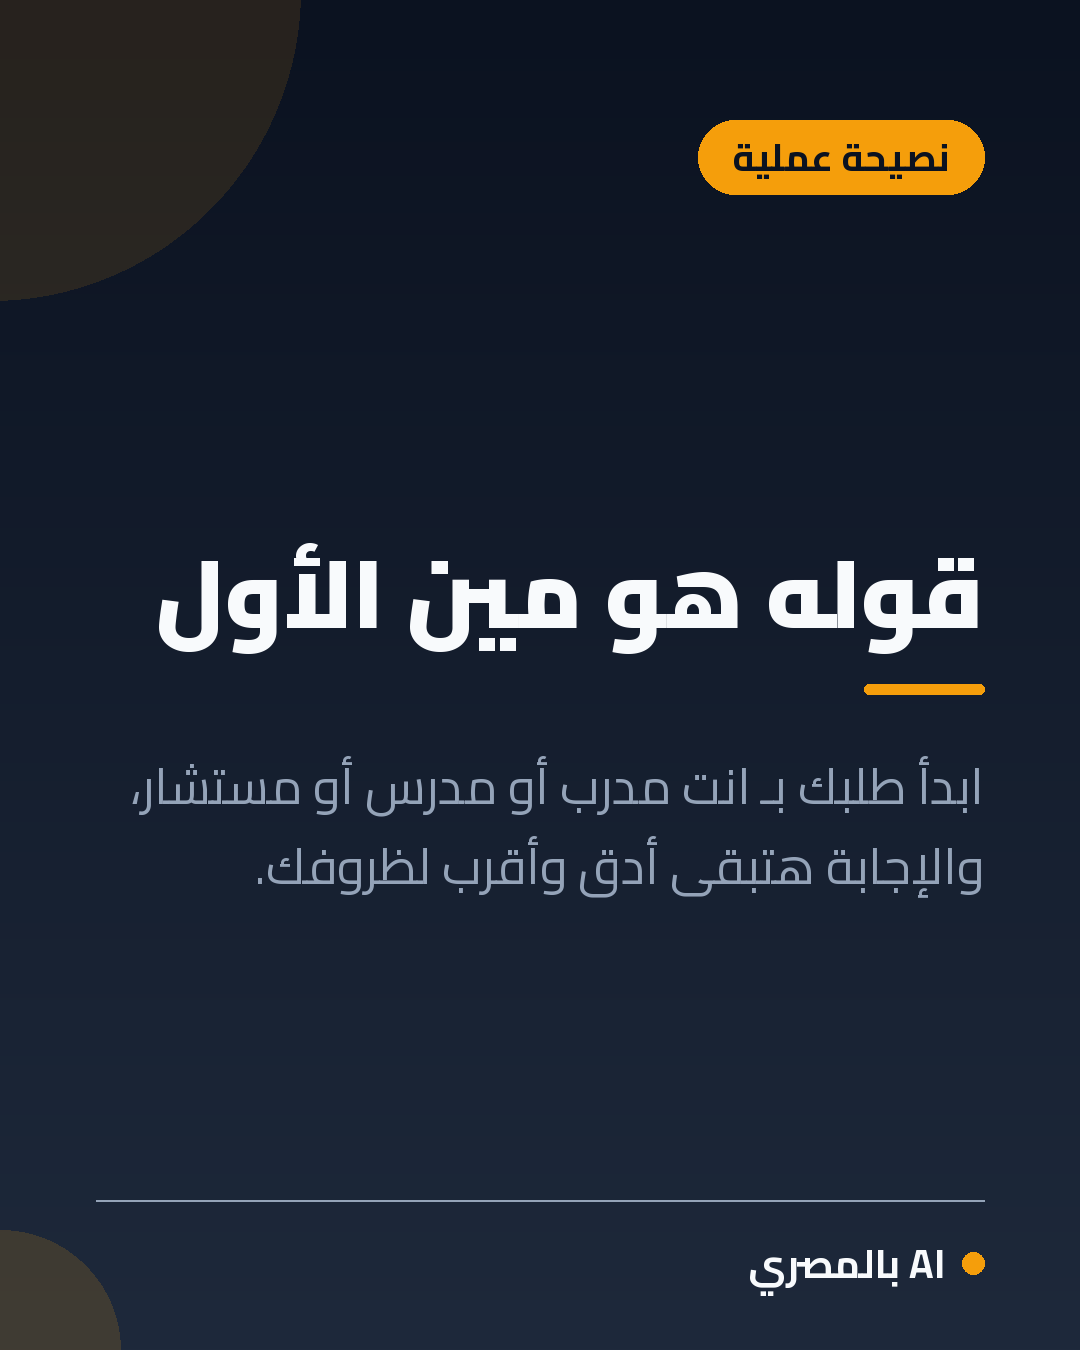 نصيحة عملية
قوله هو مين الأول
ابدأ طلبك بـ انت مدرب أو مدرس أو مستشار،
والإجابة هتبقى أدق وأقرب لظروفك.
AI بالمصري